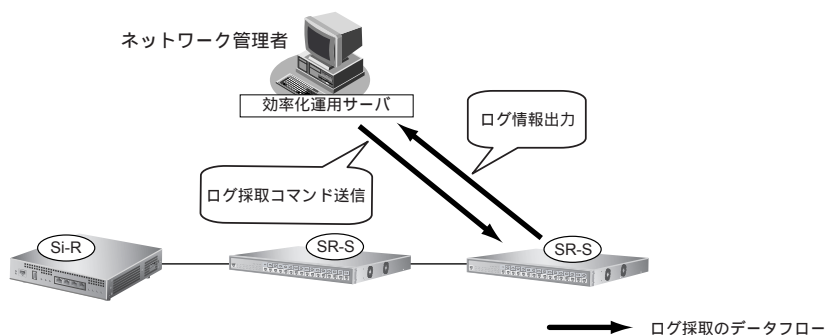 ネットワーク管理者
効率化運用サーバ
ログ情報出力
ログ採取コマンド送信
Si-R
SR-S
SR-S
ログ採取のデータフロー